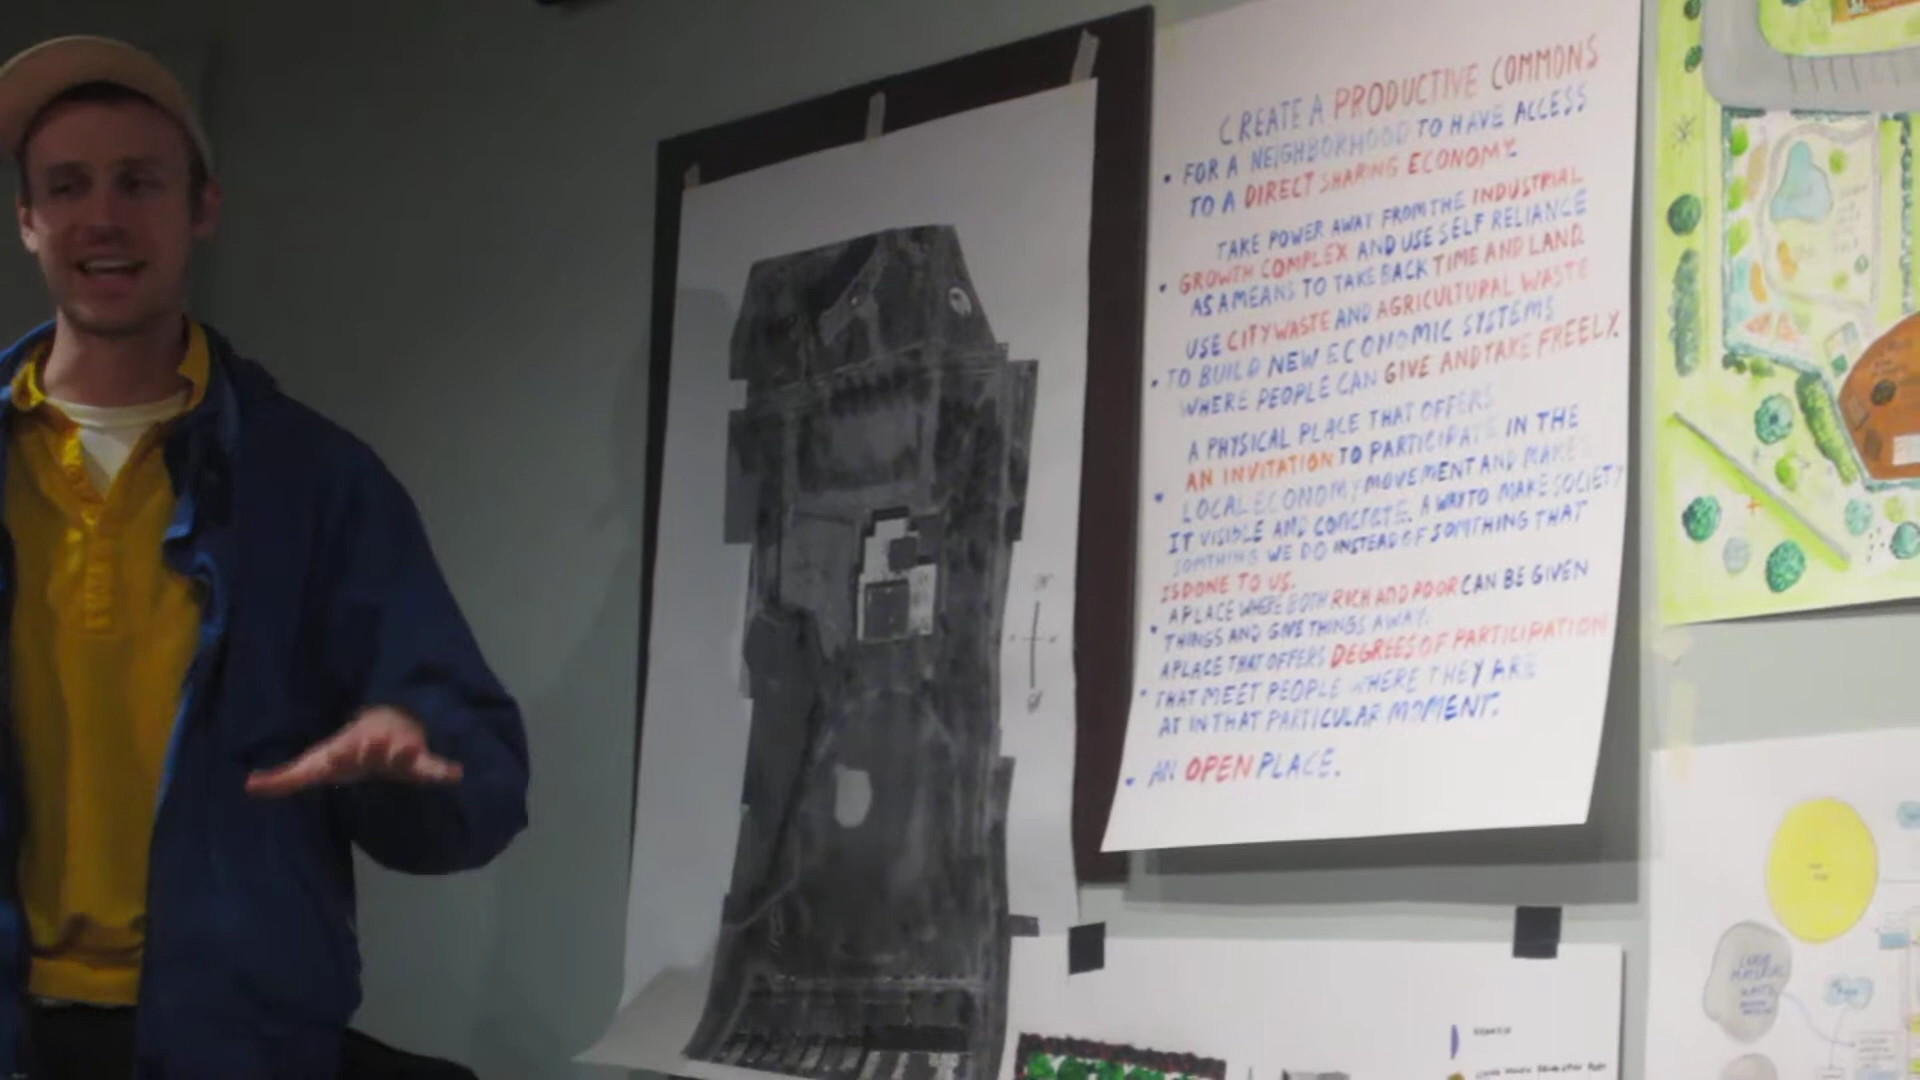 CREATE A PRODUCTIVE COMMONS
• FOR A NEIGHBORHOOD TO HAVE ACCESS
TO A DIRECT SHARING ECONOMY.
TAKE POWER AWAY FROM THE INDUSTRIAL
• GROWTH COMPLEX AND USE SELF RELIANCE
AS A MEANS TO TAKE BACK TIME AND LAND.
USE CITY WASTE AND AGRICULTURAL WASTE
• TO BUILD NEW ECONOMIC SYSTEMS
WHERE PEOPLE CAN GIVE AND TAKE FREELY.
A PHYSICAL PLACE THAT OFFERS
AN INVITATION TO PARTICIPATE IN THE
• LOCAL ECONOMY MOVEMENT AND MAKES
IT VISIBLE AND CONCRETE. A WAY TO MAKE SOCIETY
SOMTHING WE DO INSTEAD OF SOMTHING THAT
IS DONE TO US.
A PLACE WHERE BOTH RICH AND POOR CAN BE GIVEN
• THINGS AND GIVE THINGS AWAY.
A PLACE THAT OFFERS DEGREES OF PARTICIPATION
• THAT MEET PEOPLE WHERE THEY ARE
AT IN THAT PARTICULAR MOMENT.
• AN OPEN PLACE.
MATERIAL
WASTE